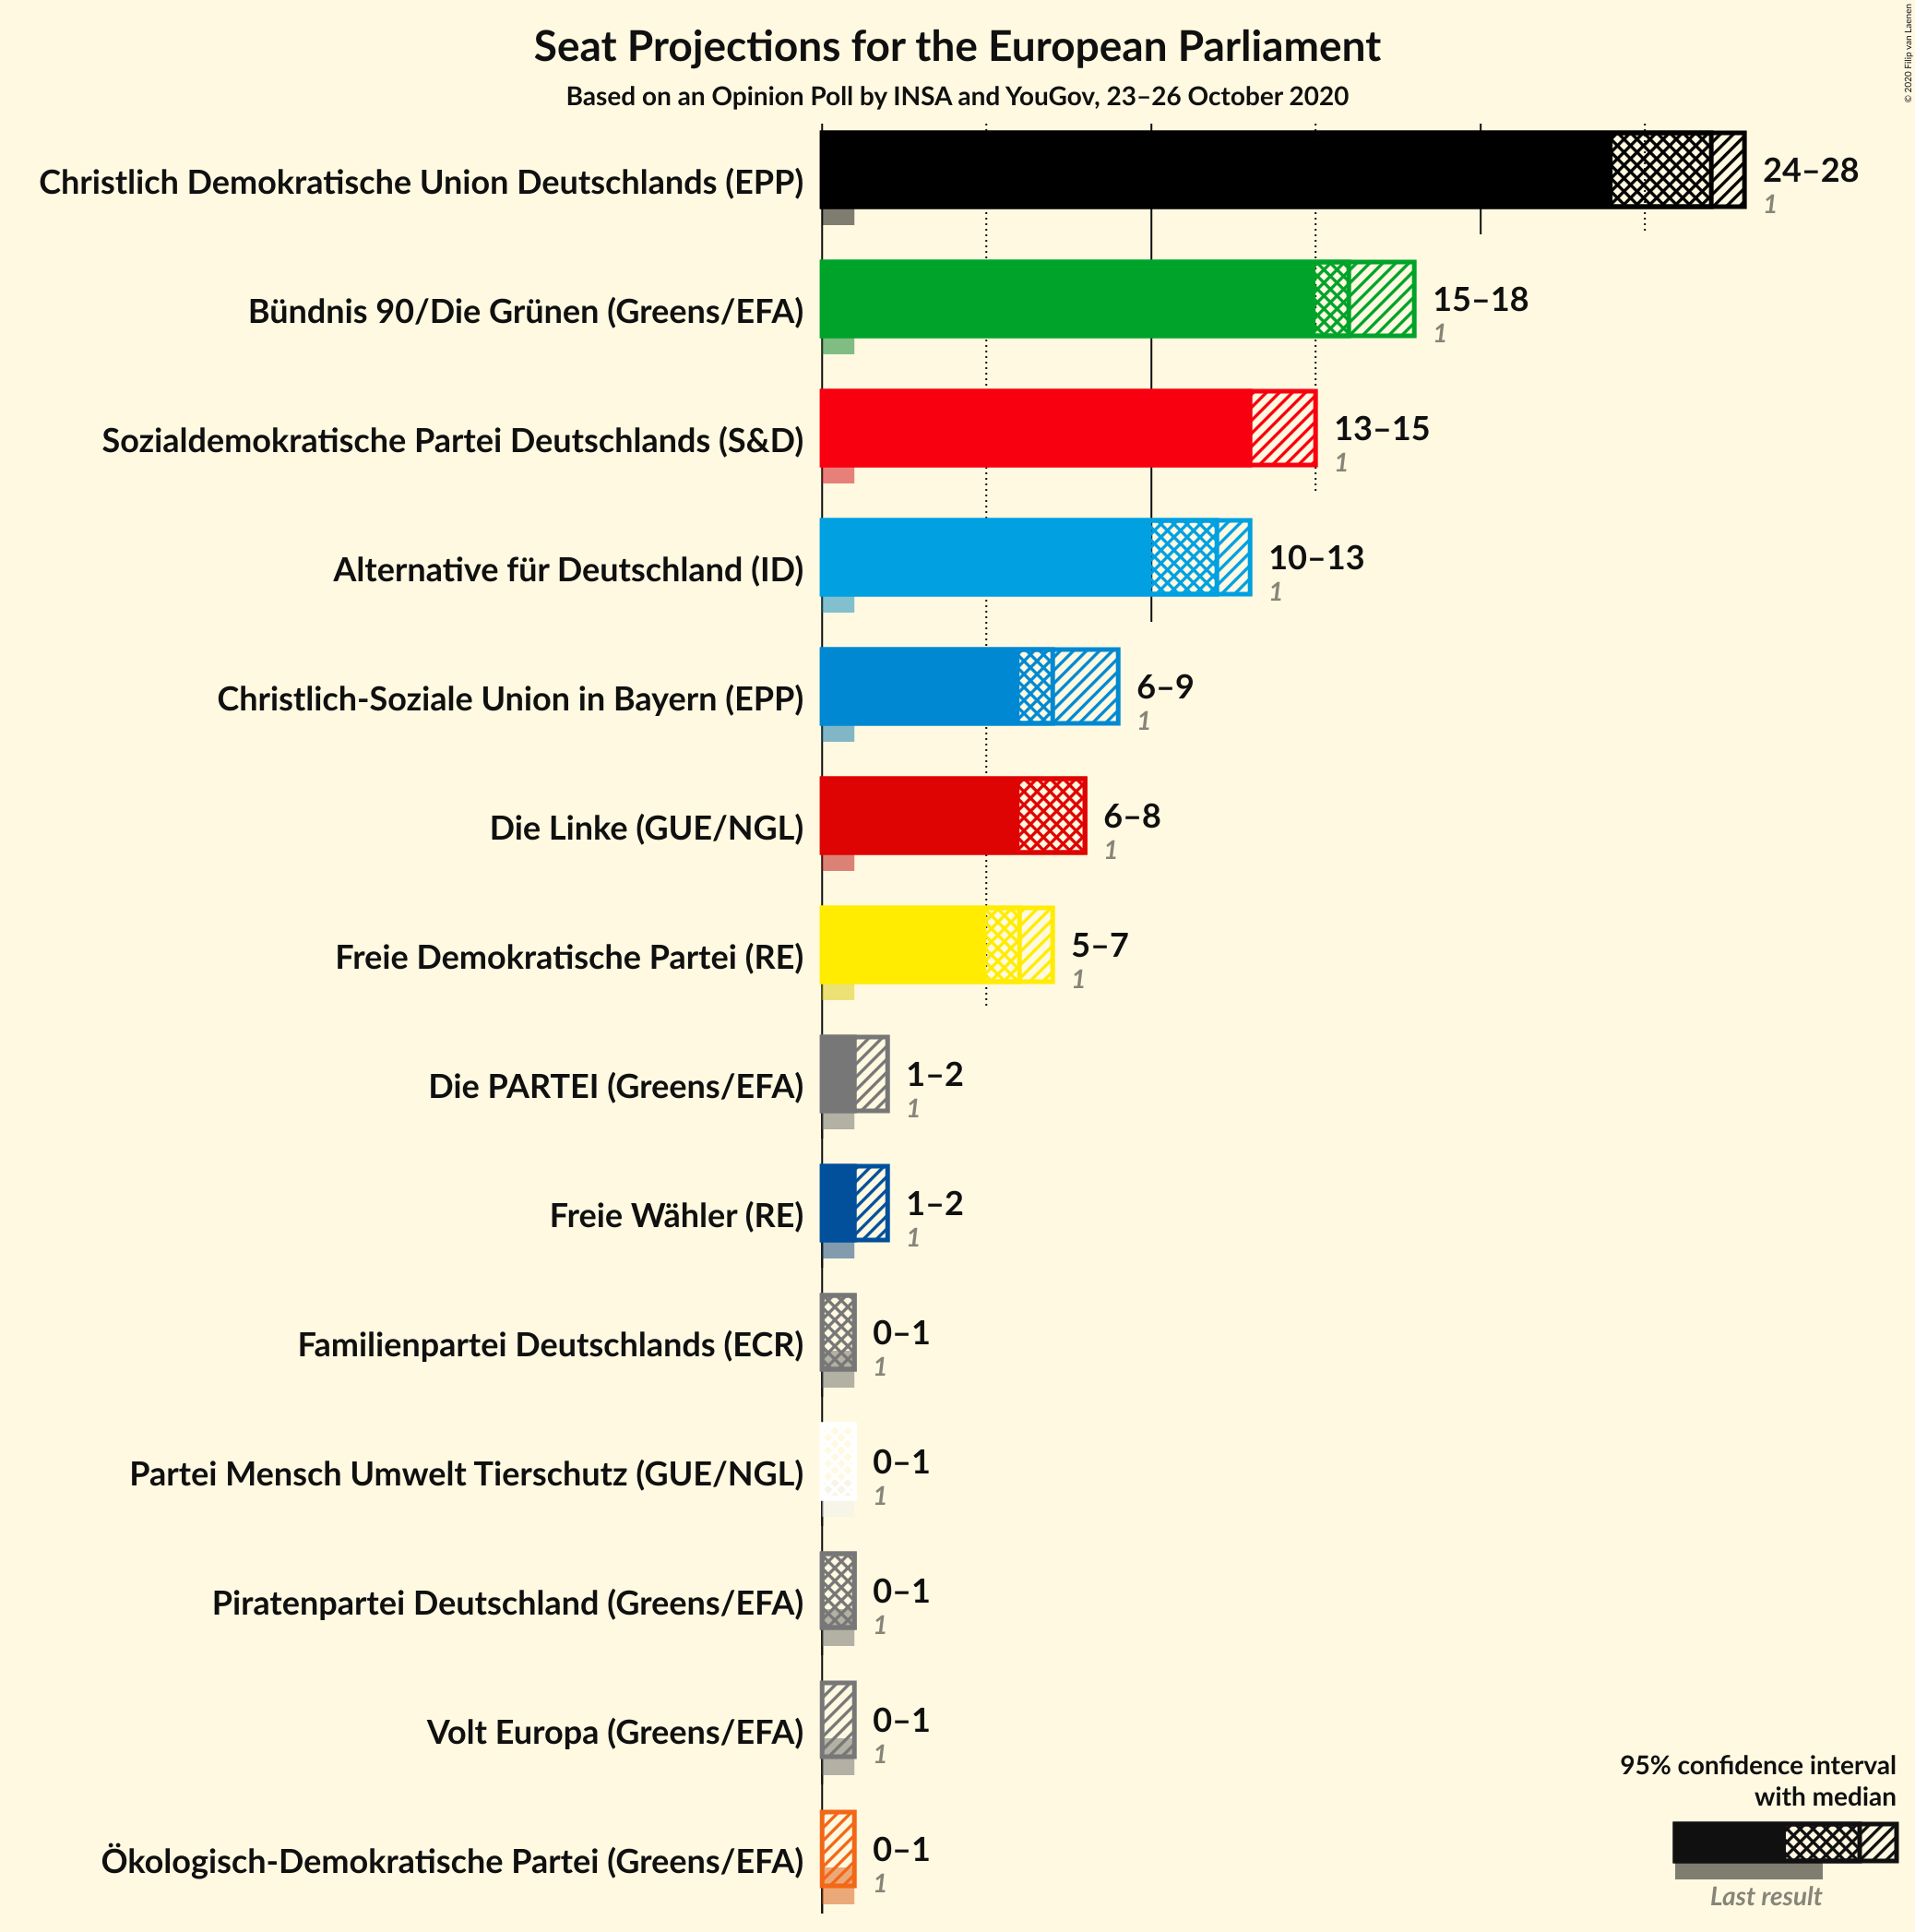 Seat Projections for the European Parliament
Based on an Opinion Poll by INSA and YouGov, 23–26 October 2020
© 2020 Filip van Laenen
Christlich Demokratische Union Deutschlands (EPP)
24–28
1
Bündnis 90/Die Grünen (Greens/EFA)
15–18
1
Sozialdemokratische Partei Deutschlands (S&D)
13–15
1
Alternative für Deutschland (ID)
10–13
1
Christlich-Soziale Union in Bayern (EPP)
6–9
1
Die Linke (GUE/NGL)
6–8
1
Freie Demokratische Partei (RE)
5–7
1
Die PARTEI (Greens/EFA)
1–2
1
Freie Wähler (RE)
1–2
1
Familienpartei Deutschlands (ECR)
0–1
1
Partei Mensch Umwelt Tierschutz (GUE/NGL)
0–1
1
Piratenpartei Deutschland (Greens/EFA)
0–1
1
Volt Europa (Greens/EFA)
0–1
1
Ökologisch-Demokratische Partei (Greens/EFA)
0–1
1
95% confidence interval
with median
Last result